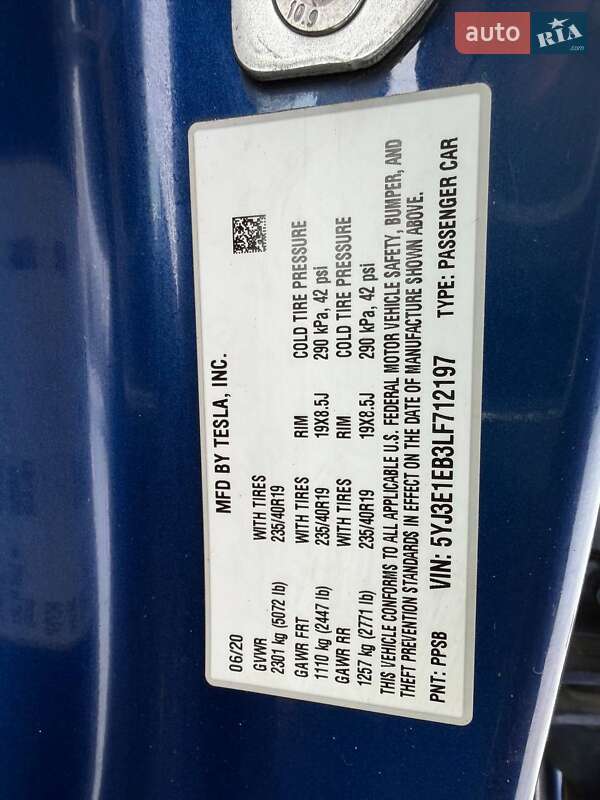 10.9
auto RIA.com
MFD BY TESLA, INC.
06/20
GVWR WITH TIRES RIM COLD TIRE PRESSURE
2301 kg (5072 lb) 235/40R19 19X8.5J 290 kPa, 42 psi
GAWR FRT WITH TIRES RIM COLD TIRE PRESSURE
1110 kg (2447 lb) 235/40R19 19X8.5J 290 kPa, 42 psi
GAWR RR
1257 kg (2771 lb) 235/40R19
THIS VEHICLE CONFORMS TO ALL APPLICABLE U.S. FEDERAL MOTOR VEHICLE SAFETY, BUMPER, AND
THEFT PREVENTION STANDARDS IN EFFECT ON THE DATE OF MANUFACTURE SHOWN ABOVE.
PNT: PPSB VIN: 5YJ3E1EB3LF712197 TYPE: PASSENGER CAR